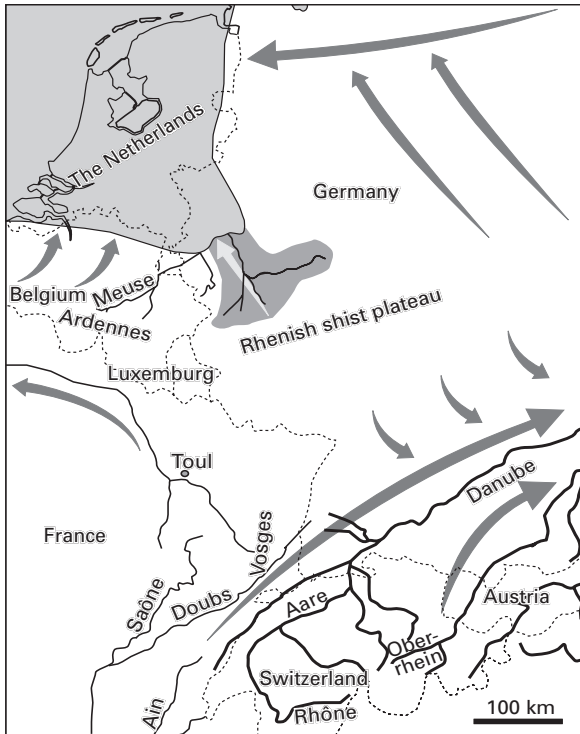 The Netherlands
Germany
Belgium
Meuse
Ardennes
Rhenish shist plateau
Luxemburg
Toul
Danube
France
Vosges
Saône
Doubs
Aare
Austria
Ober-
rhein
Switzerland
Ain
Rhône
100 km